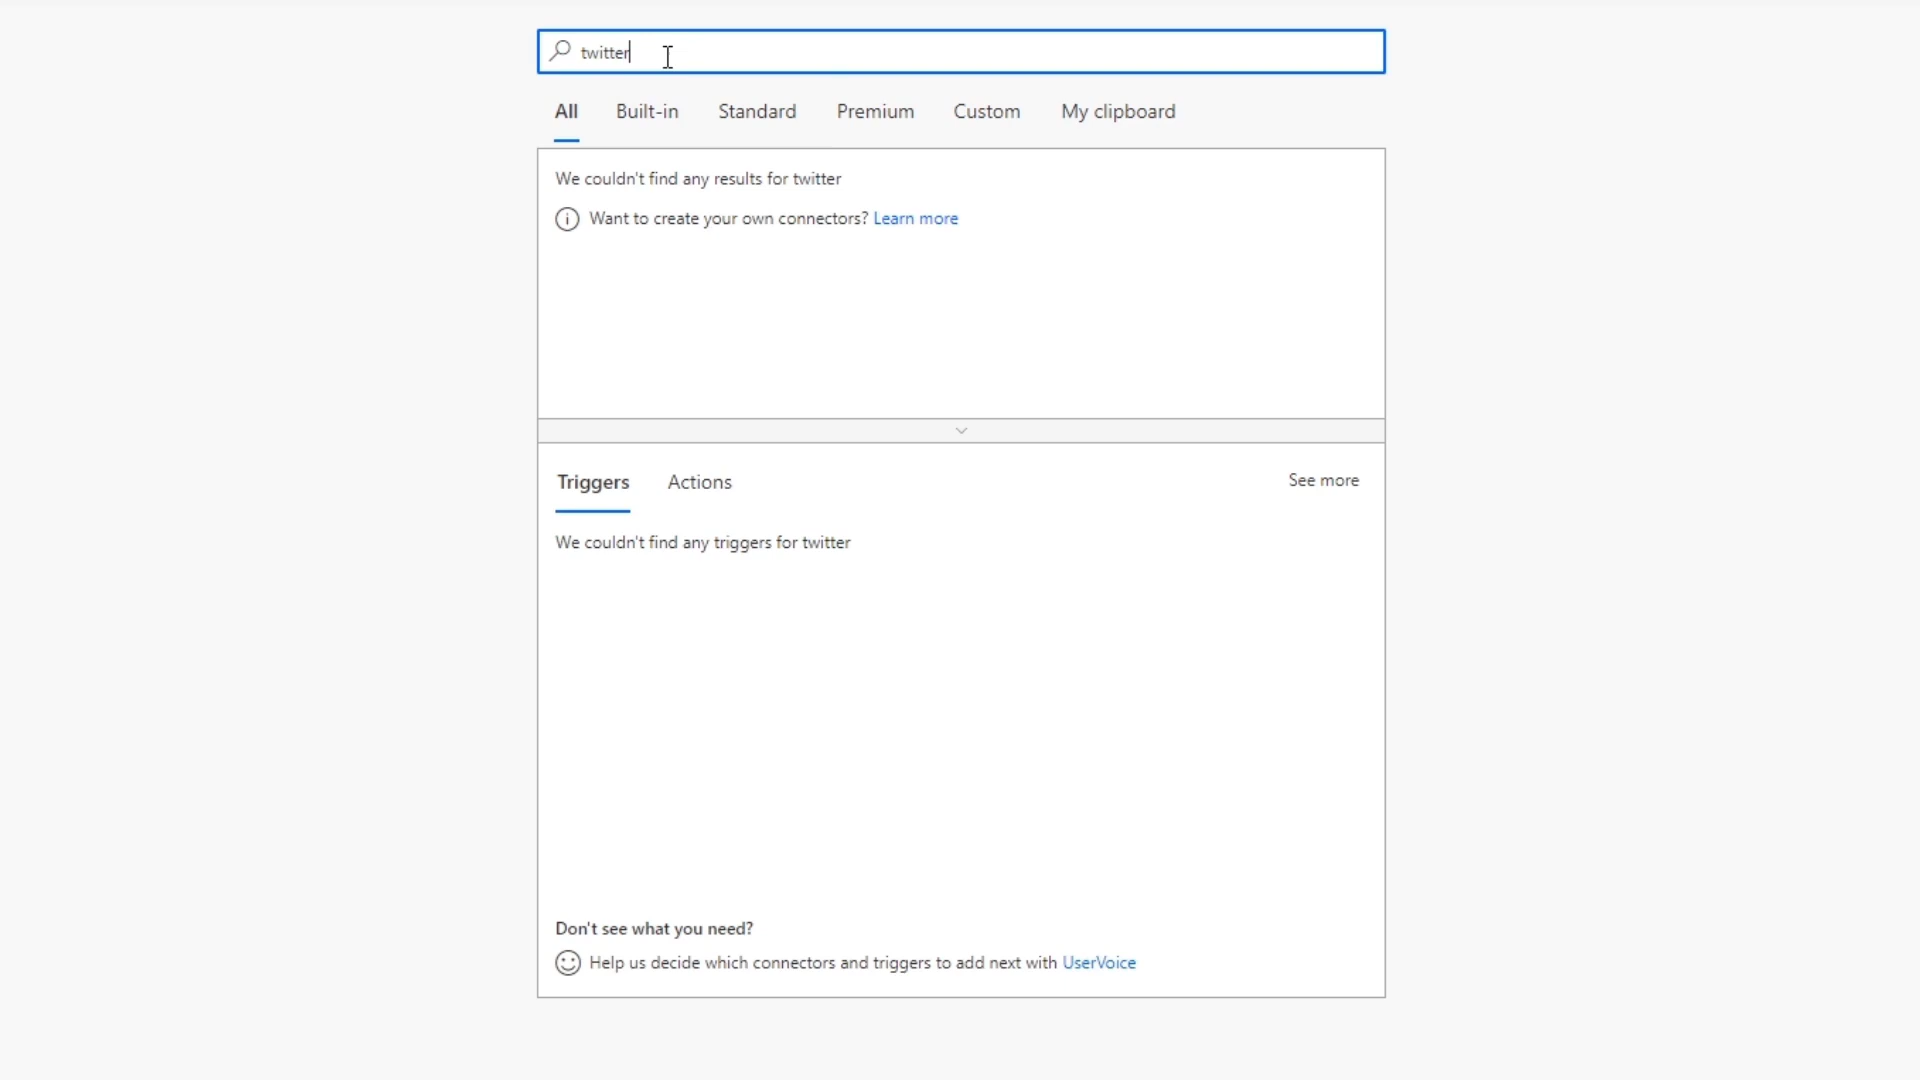 twitter
All Built-in Standard Premium Custom My clipboard
We couldn't find any results for twitter
Want to create your own connectors? Learn more
Triggers Actions See more
We couldn't find any triggers for twitter
Don't see what you need?
Help us decide which connectors and triggers to add next with UserVoice